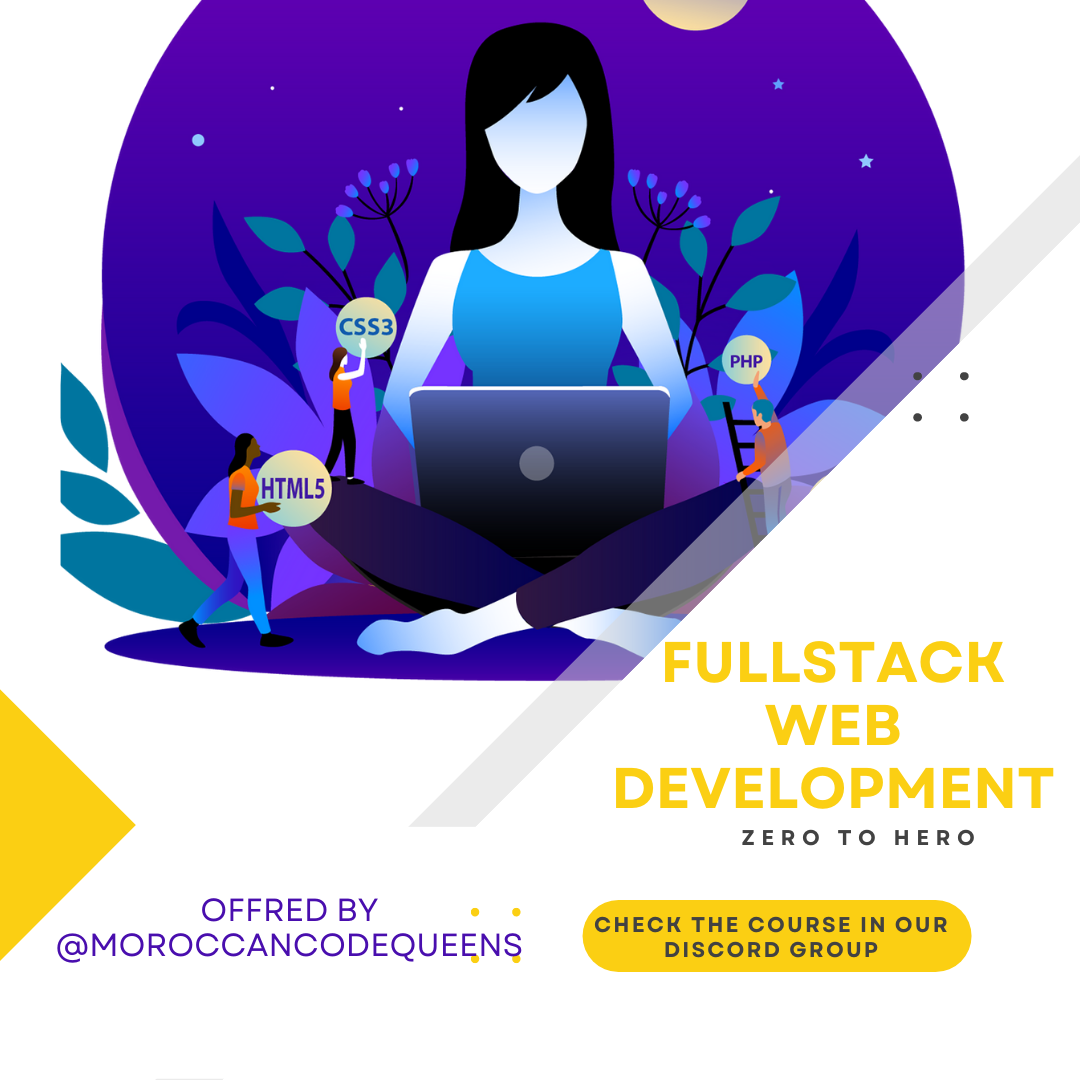 CSS3
PHP
HTML5
FULLSTACK
WEB
DEVELOPMENT
ZERO TO HERO
OFFRED BY
@MOROCCANCODEQUEENS
CHECK THE COURSE IN OUR
DISCORD GROUP